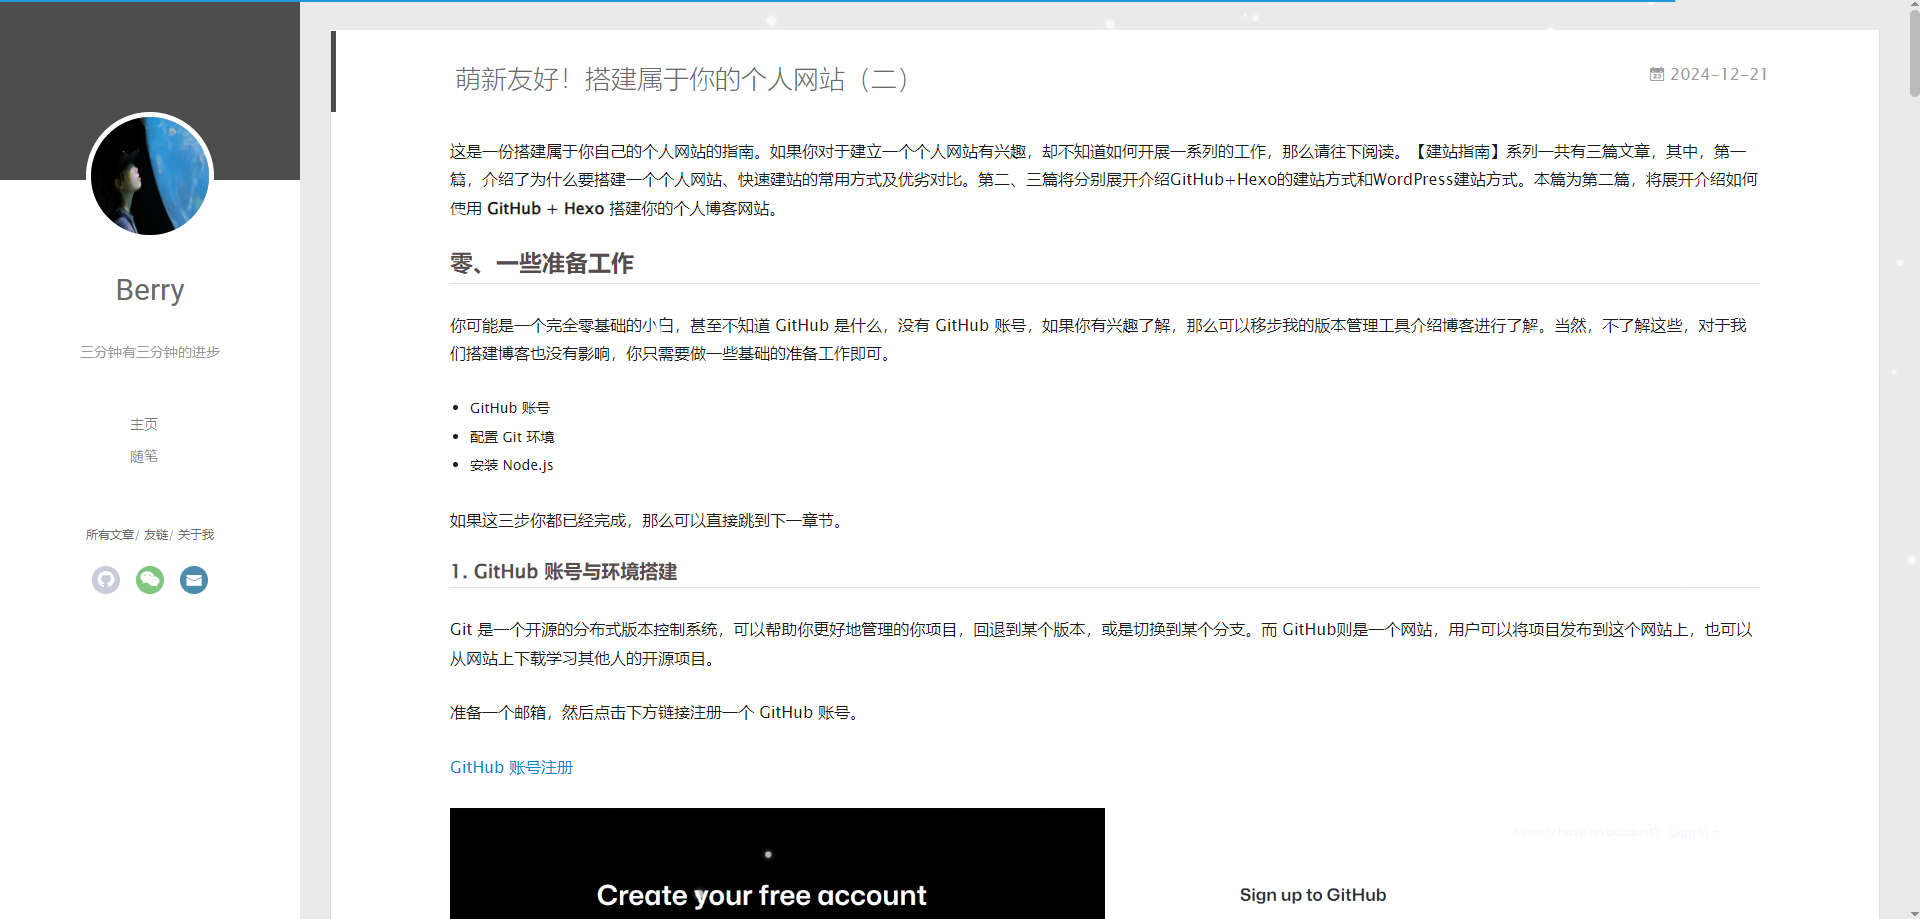 Berry
三分钟有三分钟的进步
主页
随笔
所有文章/ 友链/ 关于我
萌新友好！搭建属于你的个人网站（二）
2024-12-21
这是一份搭建属于你自己的个人网站的指南。如果你对于建立一个个人网站有兴趣，却不知道如何开展一系列的工作，那么请往下阅读。【建站指南】系列一共有三篇文章，其中，第一
篇，介绍了为什么要搭建一个个人网站、快速建站的常用方式及优劣对比。第二、三篇将分别展开介绍GitHub+Hexo的建站方式和WordPress建站方式。本篇为第二篇，将展开介绍如何
使用 GitHub + Hexo 搭建你的个人博客网站。
零、一些准备工作
你可能是一个完全零基础的小白，甚至不知道 GitHub 是什么，没有 GitHub 账号，如果你有兴趣了解，那么可以移步我的版本管理工具介绍博客进行了解。当然，不了解这些，对于我
们搭建博客也没有影响，你只需要做一些基础的准备工作即可。
• GitHub 账号
• 配置 Git 环境
• 安装 Node.js
如果这三步你都已经完成，那么可以直接跳到下一章节。
1. GitHub 账号与环境搭建
Git 是一个开源的分布式版本控制系统，可以帮助你更好地管理的你项目，回退到某个版本，或是切换到某个分支。而 GitHub则是一个网站，用户可以将项目发布到这个网站上，也可以
从网站上下载学习其他人的开源项目。
准备一个邮箱，然后点击下方链接注册一个 GitHub 账号。
GitHub 账号注册
Already have an account? Sign in →
Create your free account
Sign up to GitHub